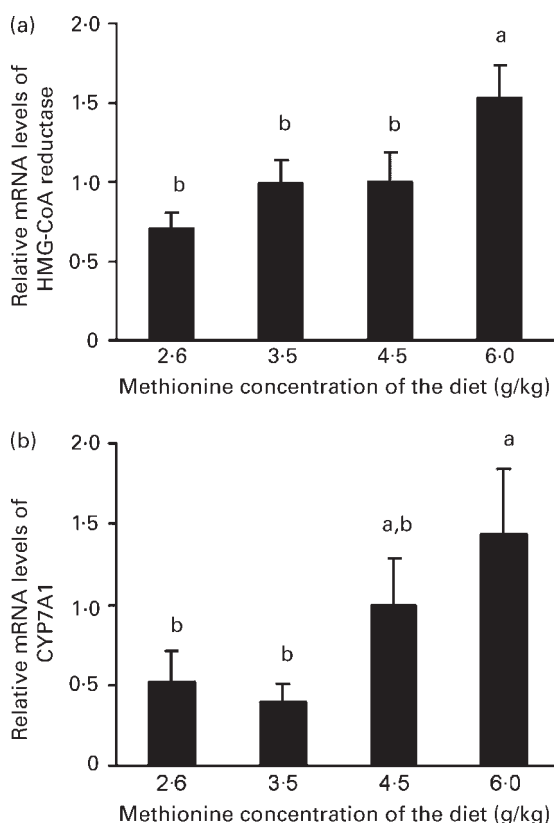 (a)
Relative mRNA levels of
HMG-CoA reductase
2·0
1·5
1·0
0·5
0
b
b
b
a
2·6 3·5 4·5 6·0
Methionine concentration of the diet (g/kg)
(b)
Relative mRNA levels of
CYP7A1
2·0
1·5
1·0
0·5
0
b
b
a,b
a
2·6 3·5 4·5 6·0
Methionine concentration of the diet (g/kg)